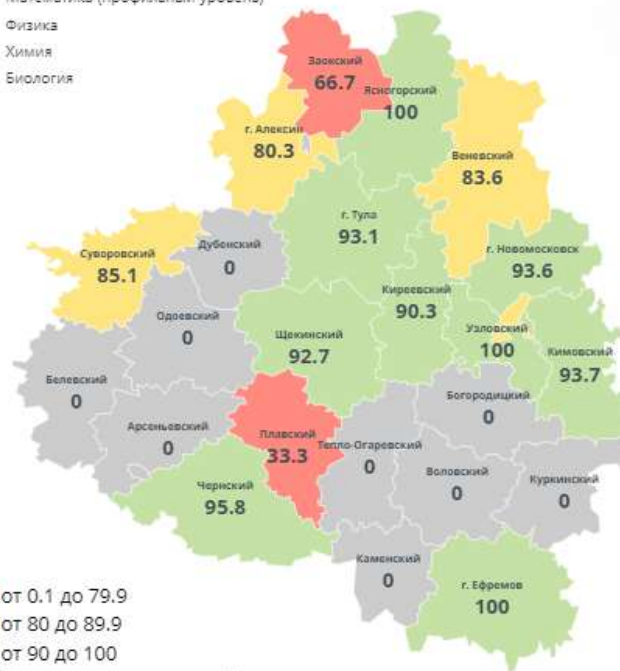 Математика (профильный уровень)
Физика
Химия
Биология
Заокский
66.7
Ясногорский
100
г. Алексин
80.3
Веневский
83.6
г. Тула
93.1
Суворовский
85.1
Дубенский
0
г. Новомосковск
93.6
Киреевский
90.3
Одоевский
0
Щекинский
92.7
Узловский
100
Кимовский
93.7
Белевский
0
Богородицкий
0
Арсеньевский
0
Плавский
33.3
Тепло-Огаревский
0
Воловский
0
Куркинский
0
Чернский
95.8
Каменский
0
г. Ефремов
100
от 0.1 до 79.9
от 80 до 89.9
от 90 до 100